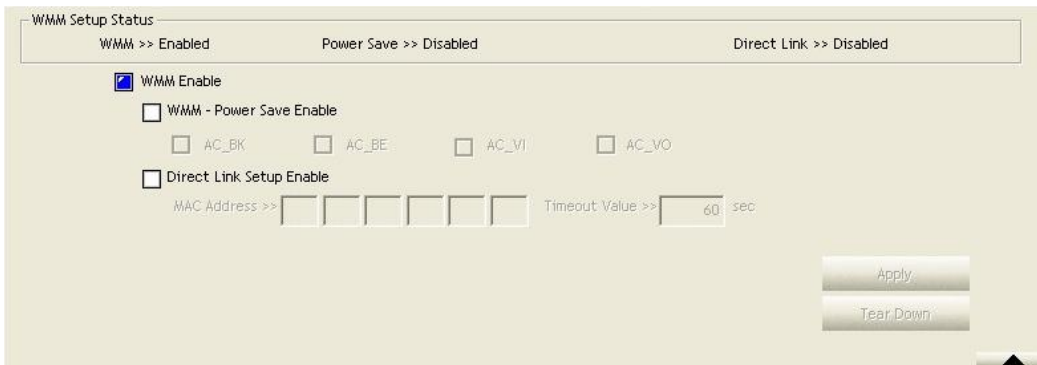 WMM Setup Status
WMM >> Enabled Power Save >> Disabled Direct Link >> Disabled
WMM Enable
WMM - Power Save Enable
AC_BK AC_BE AC_VI AC_VO
Direct Link Setup Enable
MAC Address >> Timeout Value >> 60 sec
Apply
Tear Down